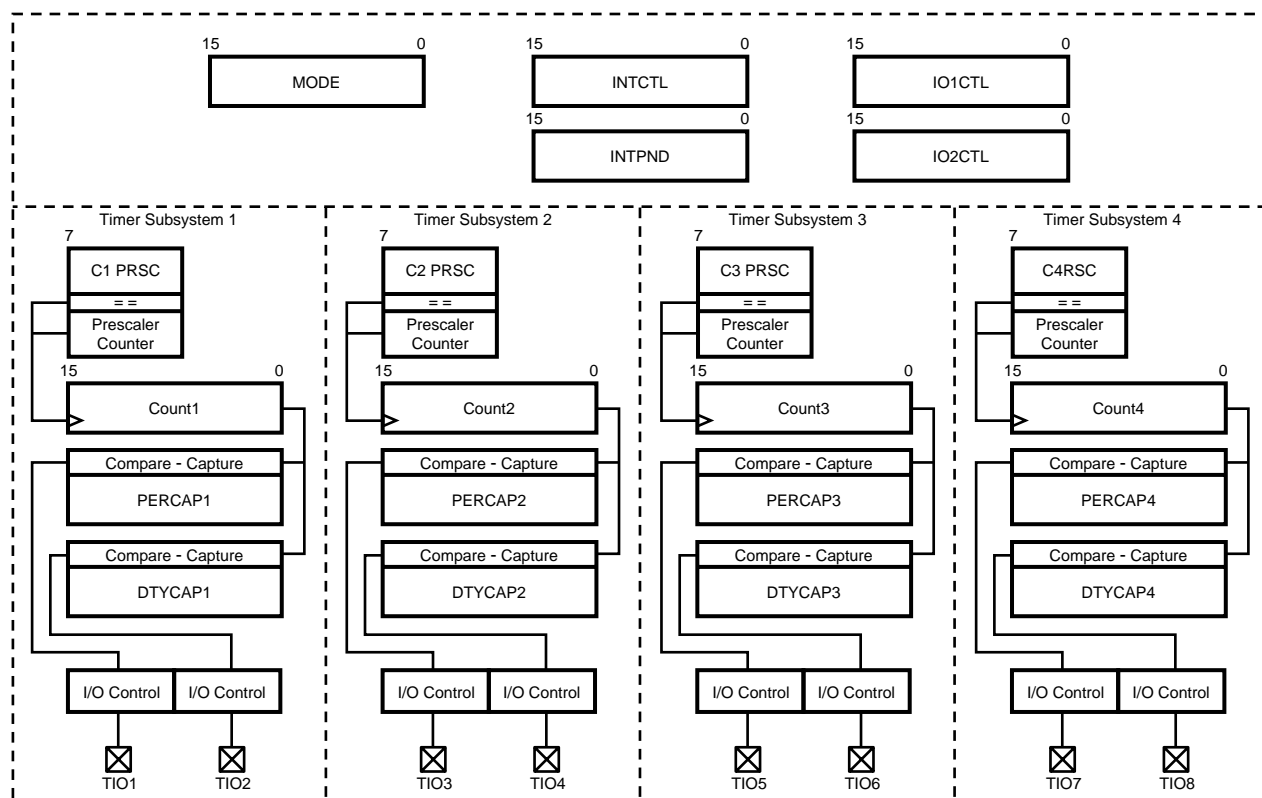 15 0 15 0 15 0
MODE INTCTL IO1CTL
15 0 15 0
INTPND IO2CTL
Timer Subsystem 1 Timer Subsystem 2 Timer Subsystem 3 Timer Subsystem 4
7 7 7 7
C1 PRSC C2 PRSC C3 PRSC C4RSC
= = = = = = = =
Prescaler Prescaler Prescaler Prescaler
Counter Counter Counter Counter
15 0 15 0 15 0 15 0
Count1 Count2 Count3 Count4
Compare - Capture Compare - Capture Compare - Capture Compare - Capture
PERCAP1 PERCAP2 PERCAP3 PERCAP4
Compare - Capture Compare - Capture Compare - Capture Compare - Capture
DTYCAP1 DTYCAP2 DTYCAP3 DTYCAP4
I/O Control I/O Control I/O Control I/O Control I/O Control I/O Control I/O Control I/O Control
TIO1 TIO2 TIO3 TIO4 TIO5 TIO6 TIO7 TIO8